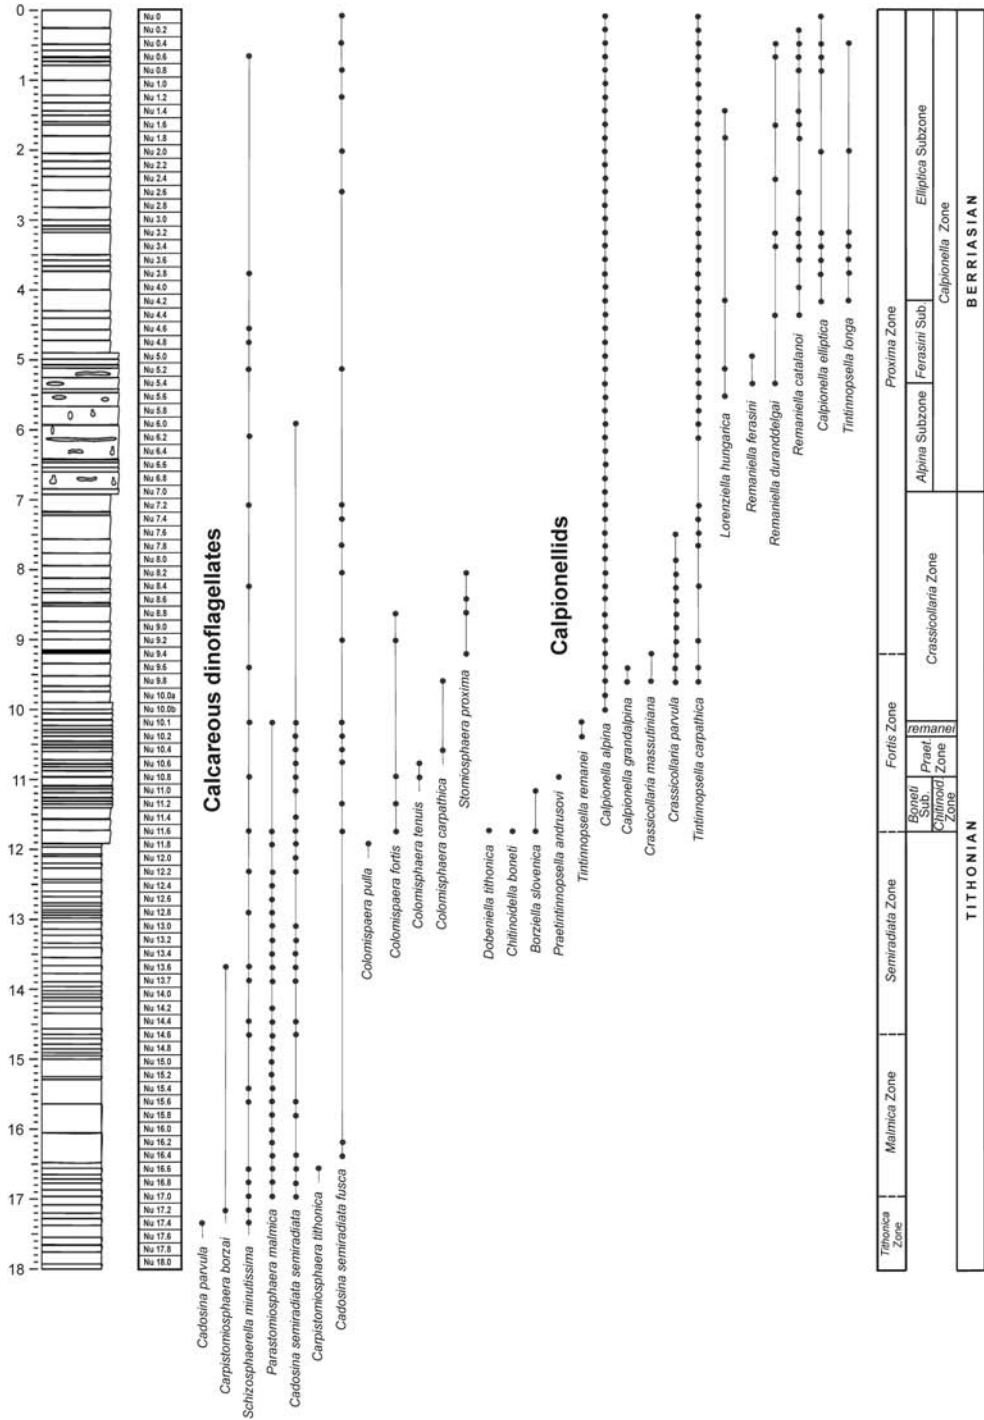 0
1
2
3
4
5
6
7
8
9
10
11
12
13
14
15
16
17
18
Nu 0
Nu 0.2
Nu 0.4
Nu 0.6
Nu 0.8
Nu 1.0
Nu 1.2
Nu 1.4
Nu 1.6
Nu 1.8
Nu 2.0
Nu 2.2
Nu 2.4
Nu 2.6
Nu 2.8
Nu 3.0
Nu 3.2
Nu 3.4
Nu 3.6
Nu 3.8
Nu 4.0
Nu 4.2
Nu 4.4
Nu 4.6
Nu 4.8
Nu 5.0
Nu 5.2
Nu 5.4
Nu 5.6
Nu 5.8
Nu 6.0
Nu 6.2
Nu 6.4
Nu 6.6
Nu 6.8
Nu 7.0
Nu 7.2
Nu 7.4
Nu 7.6
Nu 7.8
Nu 8.0
Nu 8.2
Nu 8.4
Nu 8.6
Nu 8.8
Nu 9.0
Nu 9.2
Nu 9.4
Nu 9.6
Nu 9.8
Nu 10.0a
Nu 10.0b
Nu 10.1
Nu 10.2
Nu 10.4
Nu 10.6
Nu 10.8
Nu 11.0
Nu 11.2
Nu 11.4
Nu 11.6
Nu 11.8
Nu 12.0
Nu 12.2
Nu 12.4
Nu 12.6
Nu 12.8
Nu 13.0
Nu 13.2
Nu 13.4
Nu 13.6
Nu 13.7
Nu 14.0
Nu 14.2
Nu 14.4
Nu 14.6
Nu 14.8
Nu 15.0
Nu 15.2
Nu 15.4
Nu 15.6
Nu 15.8
Nu 16.0
Nu 16.2
Nu 16.4
Nu 16.6
Nu 16.8
Nu 17.0
Nu 17.2
Nu 17.4
Nu 17.6
Nu 17.8
Nu 18.0
Calcareous dinoflagellates
Cadosina parvula
Carpistomiosphaera borzai
Schizosphaerella minutissima
Parastomiosphaera malmica
Cadosina semiradiata semiradiata
Carpistomiosphaera tithonica
Cadosina semiradiata fusca
Colomispaera pulla
Colomispaera fortis
Colomisphaera tenuis
Colomisphaera carpathica
Stomiosphaera proxima
Calpionellids
Dobeniella tithonica
Chitinoidella boneti
Borziella slovenica
Praetintinnopsella andrusovi
Tintinnopsella remanei
Calpionella alpina
Calpionella grandalpina
Crassicollaria massutiniana
Crassicollaria parvula
Tintinnopsella carpathica
Lorenziella hungarica
Remaniella ferasini
Remaniella duranddelgai
Remaniella catalanoi
Calpionella elliptica
Tintinnopsella longa
Proxima Zone
Fortis Zone
Semiradiata Zone
Malmica Zone
Tithonica
Zone
Elliptica Subzone
Ferasini Sub.
Alpina Subzone
Calpionella Zone
Crassicollaria Zone
remanei
Praet.
Zone
Boneti
Sub.
Chitinoid.
Zone
BERRIASIAN
TITHONIAN